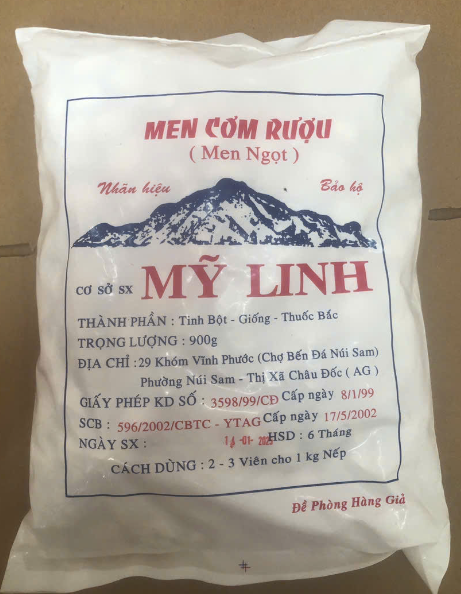 MEN CƠM RƯỢU
( Men Ngọt )
Nhãn hiệu Bảo hộ
CƠ SỞ SX MỸ LINH
THÀNH PHẦN : Tinh Bột - Giống - Thuốc Bắc
TRỌNG LƯỢNG : 900g
ĐỊA CHỈ : 29 Khóm Vĩnh Phước (Chợ Bến Đá Núi Sam)
Phường Núi Sam - Thị Xã Châu Đốc ( AG )
GIẤY PHÉP KD SỐ : 3598/99/CĐ Cấp ngày 8/1/99
SCB : 596/2002/CBTC - YTAG Cấp ngày 17/5/2002
NGÀY SX : -01- 2025 HSD : 6 Tháng
CÁCH DÙNG : 2 - 3 Viên cho 1 kg Nếp
Đề Phòng Hàng Giả
#